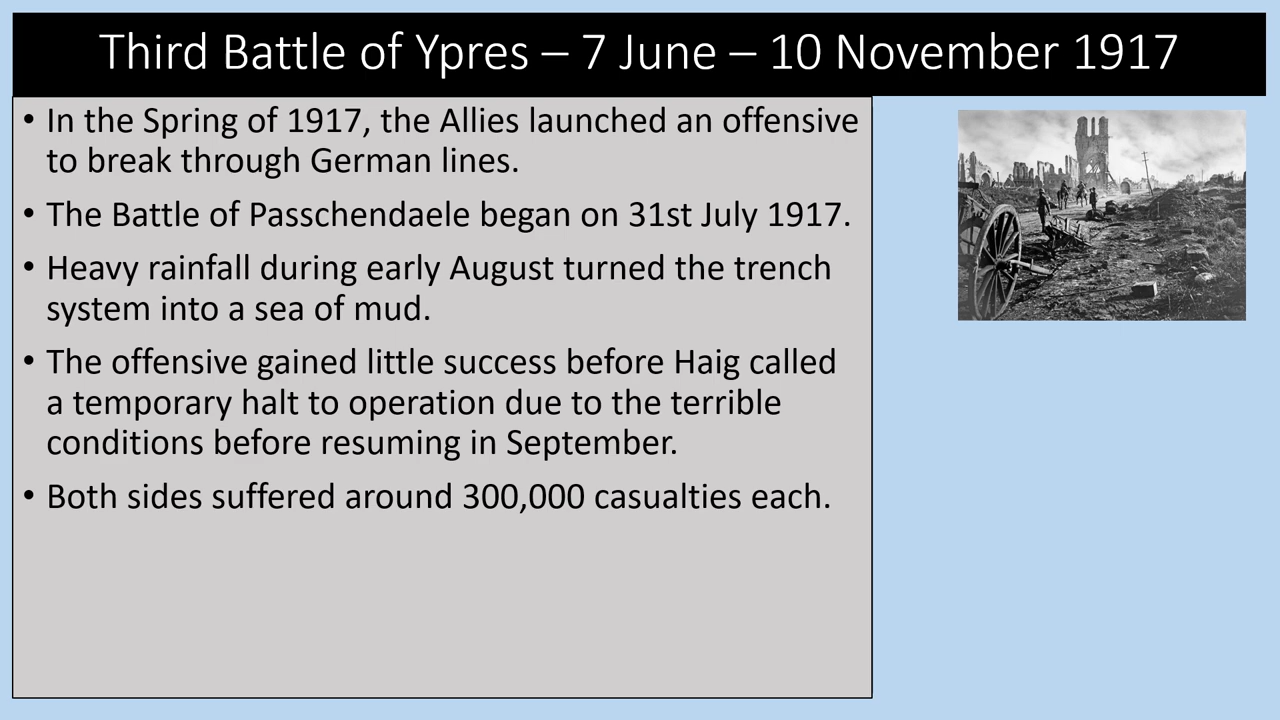 Third Battle of Ypres – 7 June – 10 November 1917
• In the Spring of 1917, the Allies launched an offensive
to break through German lines.
• The Battle of Passchendaele began on 31st July 1917.
• Heavy rainfall during early August turned the trench
system into a sea of mud.
• The offensive gained little success before Haig called
a temporary halt to operation due to the terrible
conditions before resuming in September.
• Both sides suffered around 300,000 casualties each.